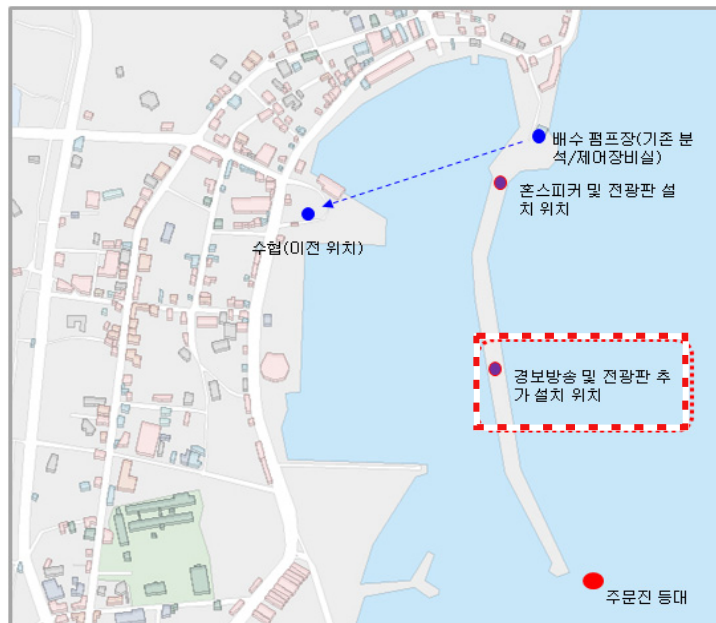 배수 펌프장(기존 분
석/제어장비실)
혼스피커 및 전광판 설
치 위치
수협(이전 위치)
경보방송 및 전광판 추
가 설치 위치
주문진 등대